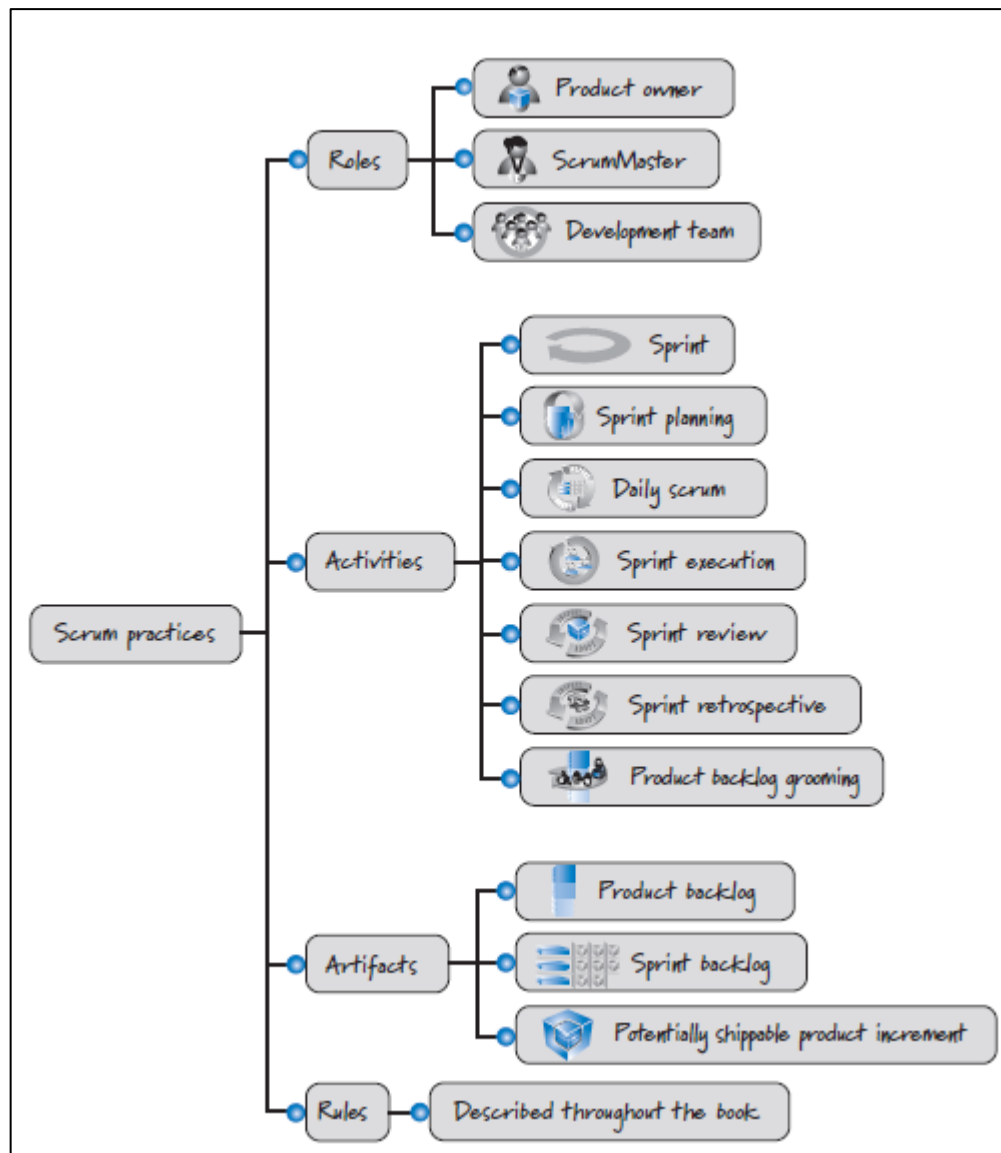 Scrum practices
Roles
Product owner
ScrumMaster
Development team
Activities
Sprint
Sprint planning
Daily scrum
Sprint execution
Sprint review
Sprint retrospective
Product backlog grooming
Artifacts
Product backlog
Sprint backlog
Potentially shippable product increment
Rules
Described throughout the book